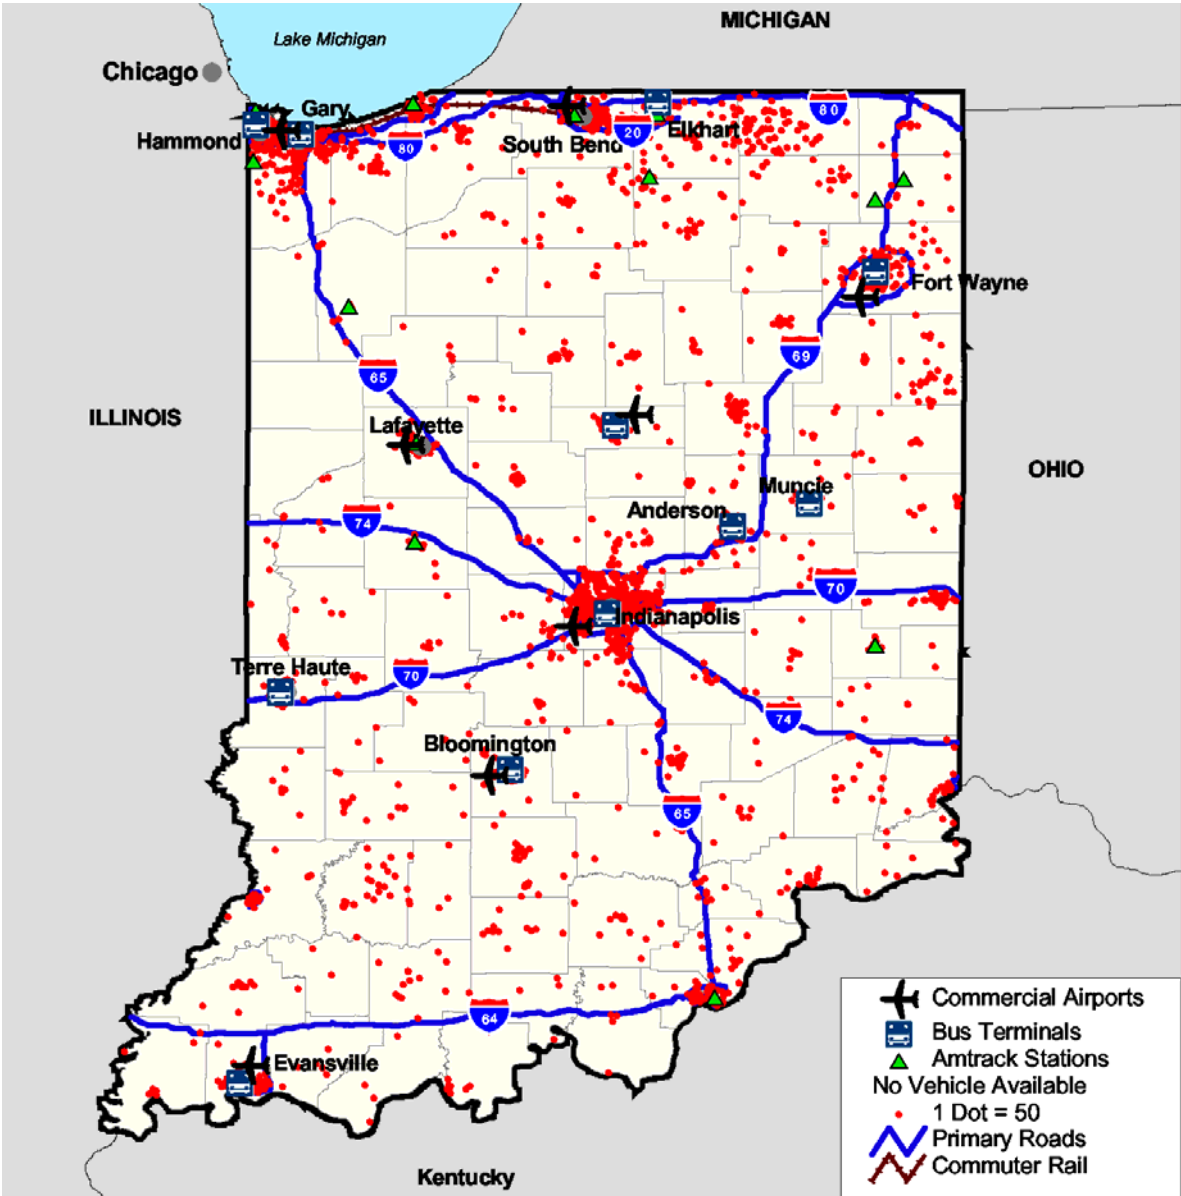 MICHIGAN
Lake Michigan
Chicago
Gary
80
Hammond
80
South Bend
20
Elkhart
Fort Wayne
69
65
ILLINOIS
Lafayette
OHIO
Muncie
Anderson
74
70
Indianapolis
Terre Haute
70
74
Bloomington
65
64
Evansville
Kentucky
Commercial Airports
Bus Terminals
Amtrack Stations
No Vehicle Available
1 Dot = 50
Primary Roads
Commuter Rail